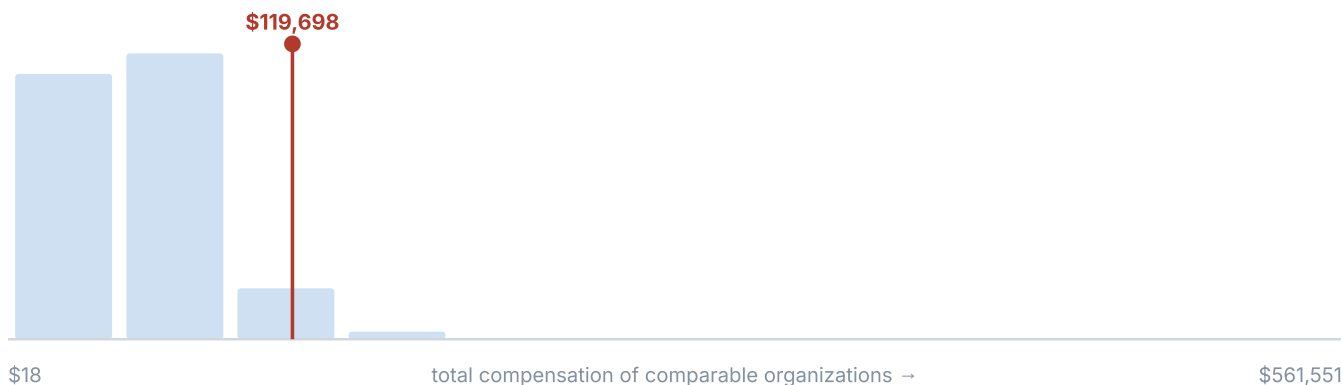 $119,698
$18 total compensation of comparable organizations → $561,551